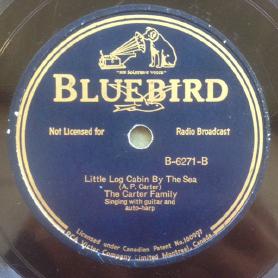 "HIS MASTER'S VOICE"
BLUEBIRD
Not Licensed for Radio Broadcast
B-6271-B
Little Log Cabin By The Sea
(A. P. Carter)
The Carter Family
Singing with guitar and
auto-harp
Licensed under Canadian Patent No. 160907
RCA Victor Company Limited Montreal, Canada